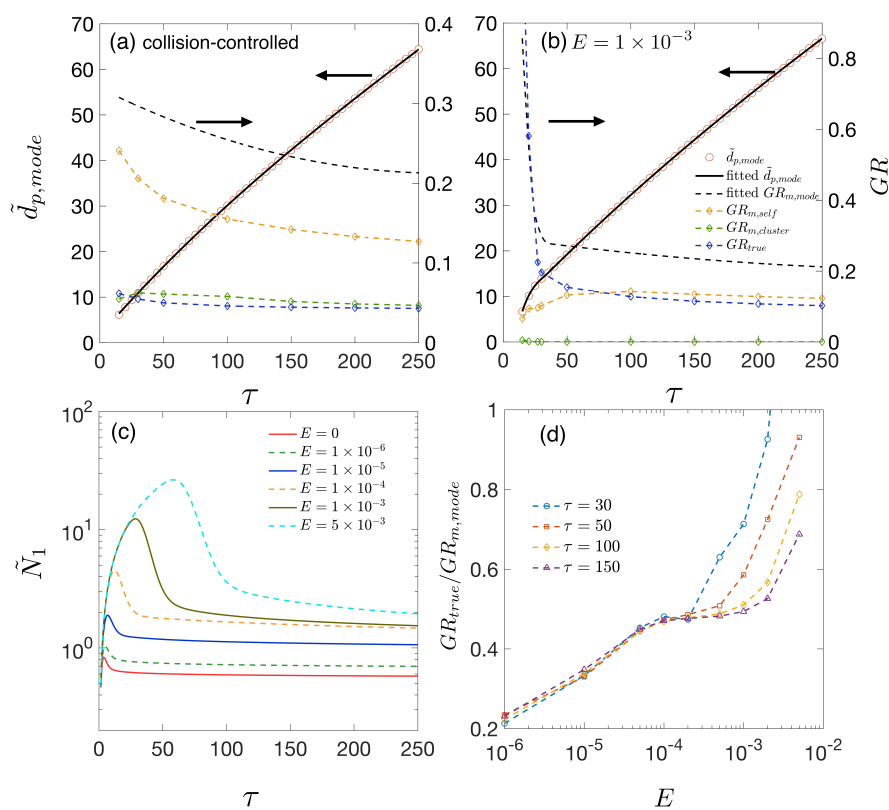 (a) collision-controlled
(b) E = 1 × 10⁻³
70
60
50
40
30
20
10
0
d̃p,mode
0.4
0.3
0.2
0.1
0
0 50 100 150 200 250
τ
70
60
50
40
30
20
10
0
0.8
0.6
0.4
0.2
0
GR
d̃p,mode
fitted d̃p,mode
fitted GRm,mode
GRm,self
GRm,cluster
GRtrue
0 50 100 150 200 250
τ
(c)
10²
10¹
10⁰
Ñ₁
E = 0
E = 1 × 10⁻⁶
E = 1 × 10⁻⁵
E = 1 × 10⁻⁴
E = 1 × 10⁻³
E = 5 × 10⁻³
0 50 100 150 200 250
τ
(d)
1
0.8
0.6
0.4
0.2
GRtrue/GRm,mode
τ = 30
τ = 50
τ = 100
τ = 150
10⁻⁶ 10⁻⁵ 10⁻⁴ 10⁻³ 10⁻²
E